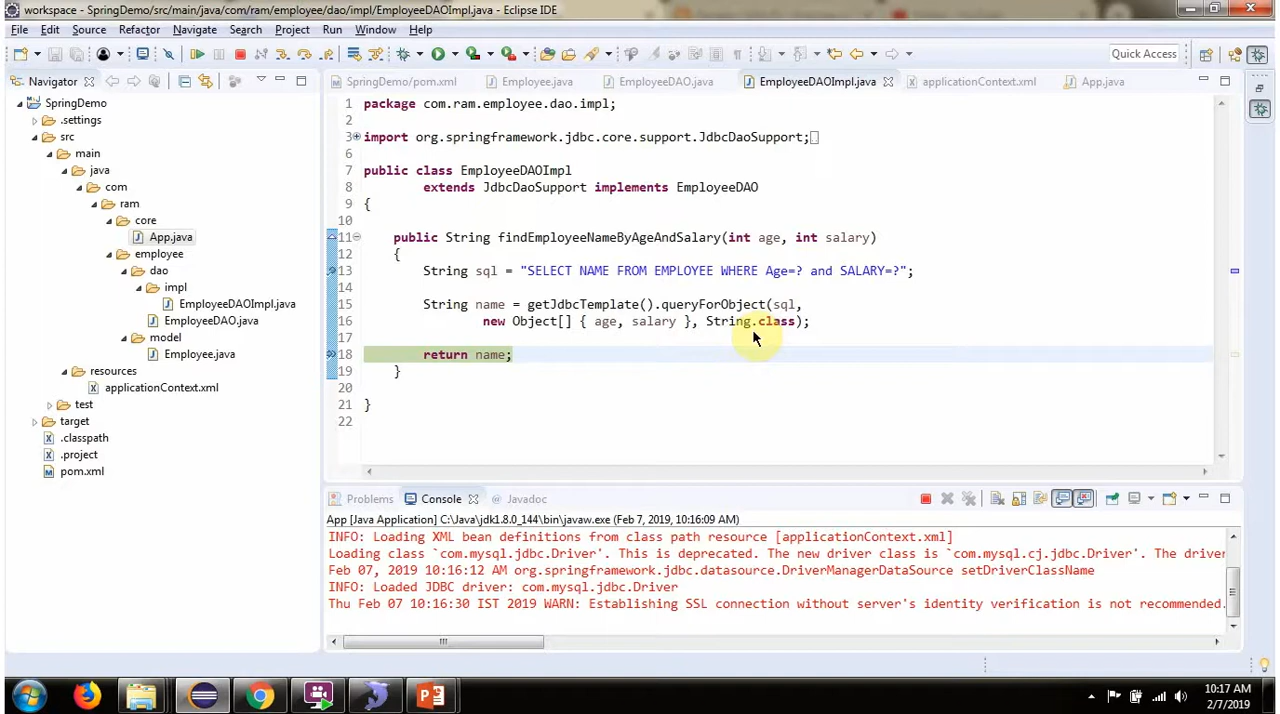 workspace - SpringDemo/src/main/java/com/ram/employee/dao/impl/EmployeeDAOImpl.java - Eclipse IDE
File Edit Source Refactor Navigate Search Project Run Window Help
Quick Access
Navigator
SpringDemo
.settings
src
main
java
com
ram
core
App.java
employee
dao
impl
EmployeeDAOImpl.java
EmployeeDAO.java
model
Employee.java
resources
applicationContext.xml
test
target
.classpath
.project
pom.xml
SpringDemo/pom.xml Employee.java EmployeeDAO.java EmployeeDAOImpl.java applicationContext.xml App.java
1 package com.ram.employee.dao.impl;
2
3 import org.springframework.jdbc.core.support.JdbcDaoSupport;
6
7 public class EmployeeDAOImpl
8 extends JdbcDaoSupport implements EmployeeDAO
9 {
10
11 public String findEmployeeNameByAgeAndSalary(int age, int salary)
12 {
13 String sql = "SELECT NAME FROM EMPLOYEE WHERE Age=? and SALARY=?";
14
15 String name = getJdbcTemplate().queryForObject(sql,
16 new Object[] { age, salary }, String.class);
17
18 return name;
19 }
20
21 }
22
Problems Console Javadoc
App [Java Application] C:\Java\jdk1.8.0_144\bin\javaw.exe (Feb 7, 2019, 10:16:09 AM)
INFO: Loading XML bean definitions from class path resource [applicationContext.xml]
Loading class `com.mysql.jdbc.Driver'. This is deprecated. The new driver class is `com.mysql.cj.jdbc.Driver'. The driver
Feb 07, 2019 10:16:12 AM org.springframework.jdbc.datasource.DriverManagerDataSource setDriverClassName
INFO: Loaded JDBC driver: com.mysql.jdbc.Driver
Thu Feb 07 10:16:30 IST 2019 WARN: Establishing SSL connection without server's identity verification is not recommended.
10:17 AM
2/7/2019